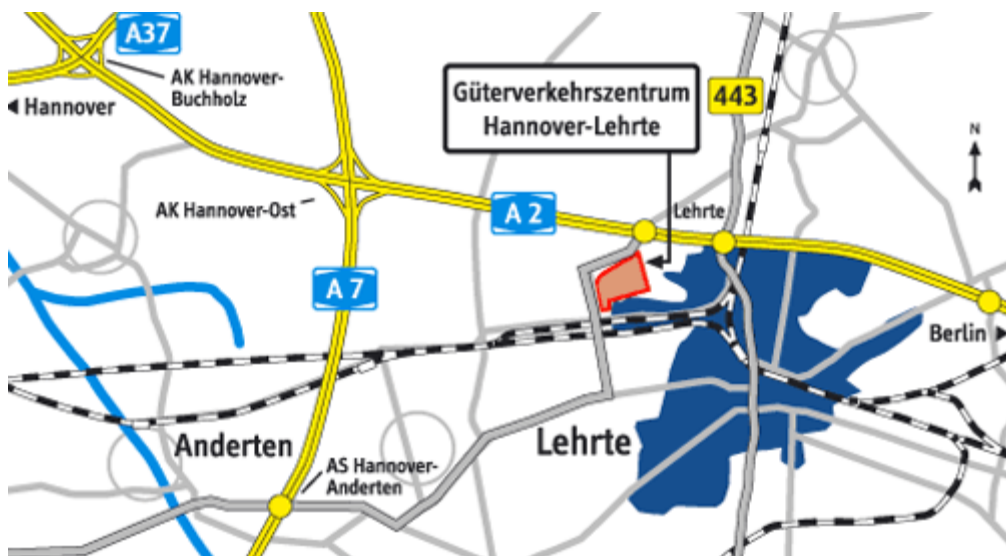 A37
AK Hannover-
Buchholz
Hannover
Güterverkehrszentrum
Hannover-Lehrte
443
N
AK Hannover-Ost
A 2
Lehrte
A 7
Berlin
Anderten
Lehrte
AS Hannover-
Anderten